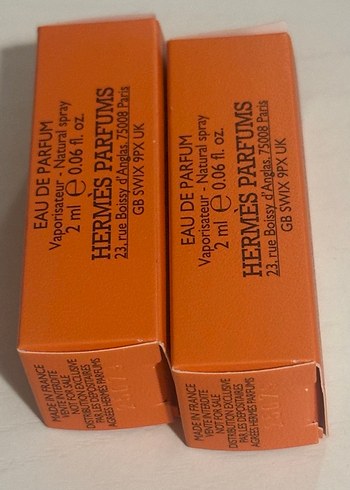 EAU DE PARFUM
Vaporisateur - Natural spray
2 ml ℮ 0.06 fl. oz.
HERMÈS PARFUMS
23, rue Boissy d'Anglas, 75008 Paris
GB SWIX 9PX UK
MADE IN FRANCE
VENTE INTERDITE
NOT FOR SALE
DISTRIBUTION EXCLUSIVE
PAR LES DEPOSITAIRES
AGREES HERMES PARFUMS
EAU DE PARFUM
Vaporisateur - Natural spray
2 ml ℮ 0.06 fl. oz.
HERMÈS PARFUMS
23, rue Boissy d'Anglas, 75008 Paris
GB SWIX 9PX UK
MADE IN FRANCE
VENTE INTERDITE
NOT FOR SALE
DISTRIBUTION EXCLUSIVE
PAR LES DEPOSITAIRES
AGREES HERMES PARFUMS